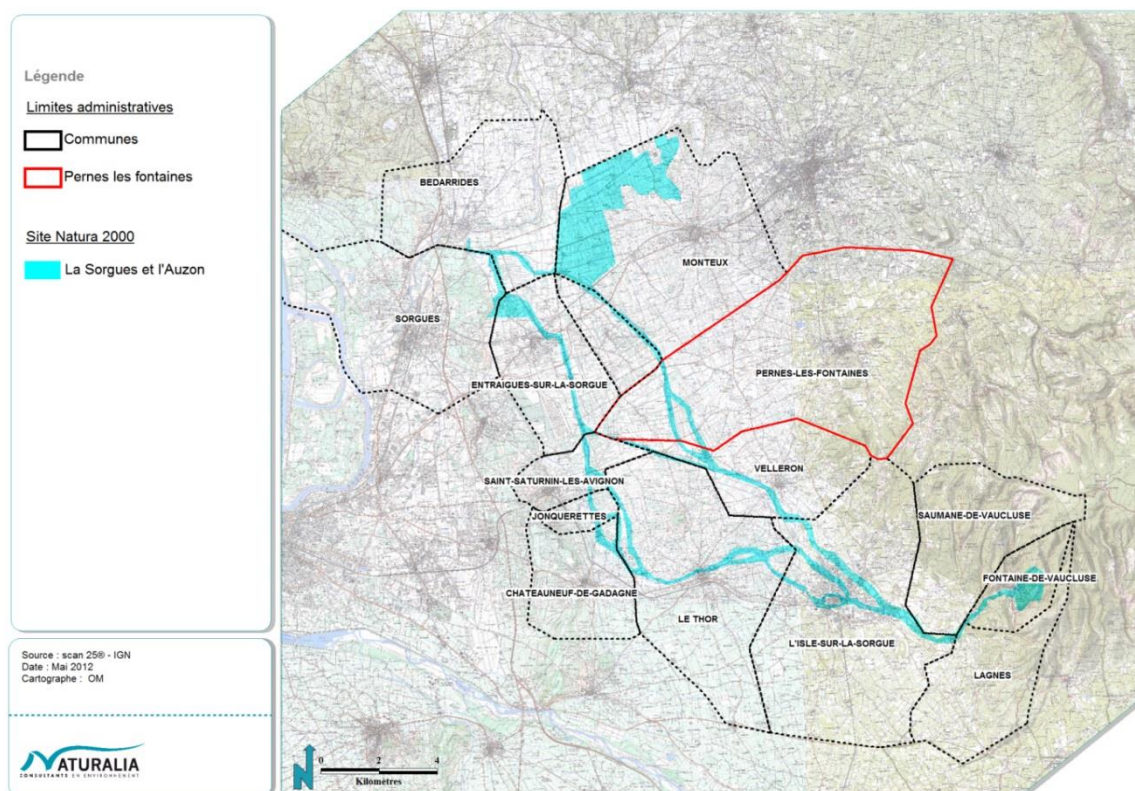 Légende
Limites administratives
Communes
Pernes les fontaines
Site Natura 2000
La Sorgues et l'Auzon
Source : scan 25® - IGN
Date : Mai 2012
Cartographe : OM
NATURALIA
CONSULTANTS EN ENVIRONNEMENT
BEDARRIDES
MONTEUX
SORGUES
PERNES-LES-FONTAINES
ENTRAIGUES-SUR-LA-SORGUE
VELLERON
SAINT-SATURNIN-LES-AVIGNON
JONQUERETTES
SAUMANE-DE-VAUCLUSE
FONTAINE-DE-VAUCLUSE
CHATEAUNEUF-DE-GADAGNE
LE THOR
L'ISLE-SUR-LA-SORGUE
LAGNES
N
0 2 4
Kilomètres